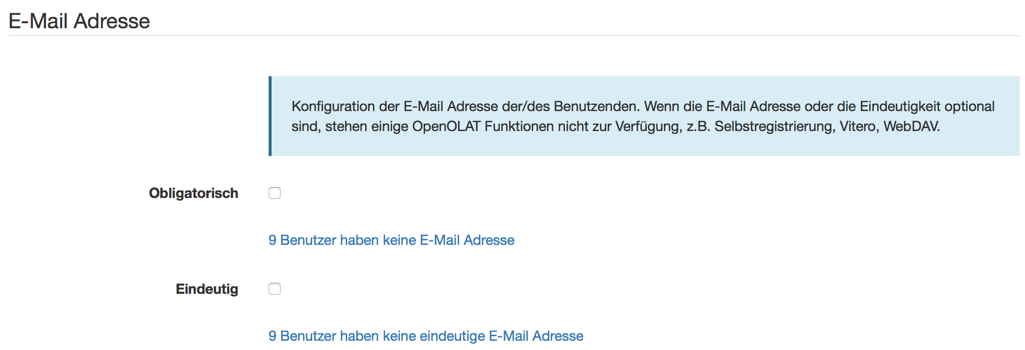 E-Mail Adresse
Konfiguration der E-Mail Adresse der/des Benutzenden. Wenn die E-Mail Adresse oder die Eindeutigkeit optional
sind, stehen einige OpenOLAT Funktionen nicht zur Verfügung, z.B. Selbstregistrierung, Vitero, WebDAV.
Obligatorisch
9 Benutzer haben keine E-Mail Adresse
Eindeutig
9 Benutzer haben keine eindeutige E-Mail Adresse